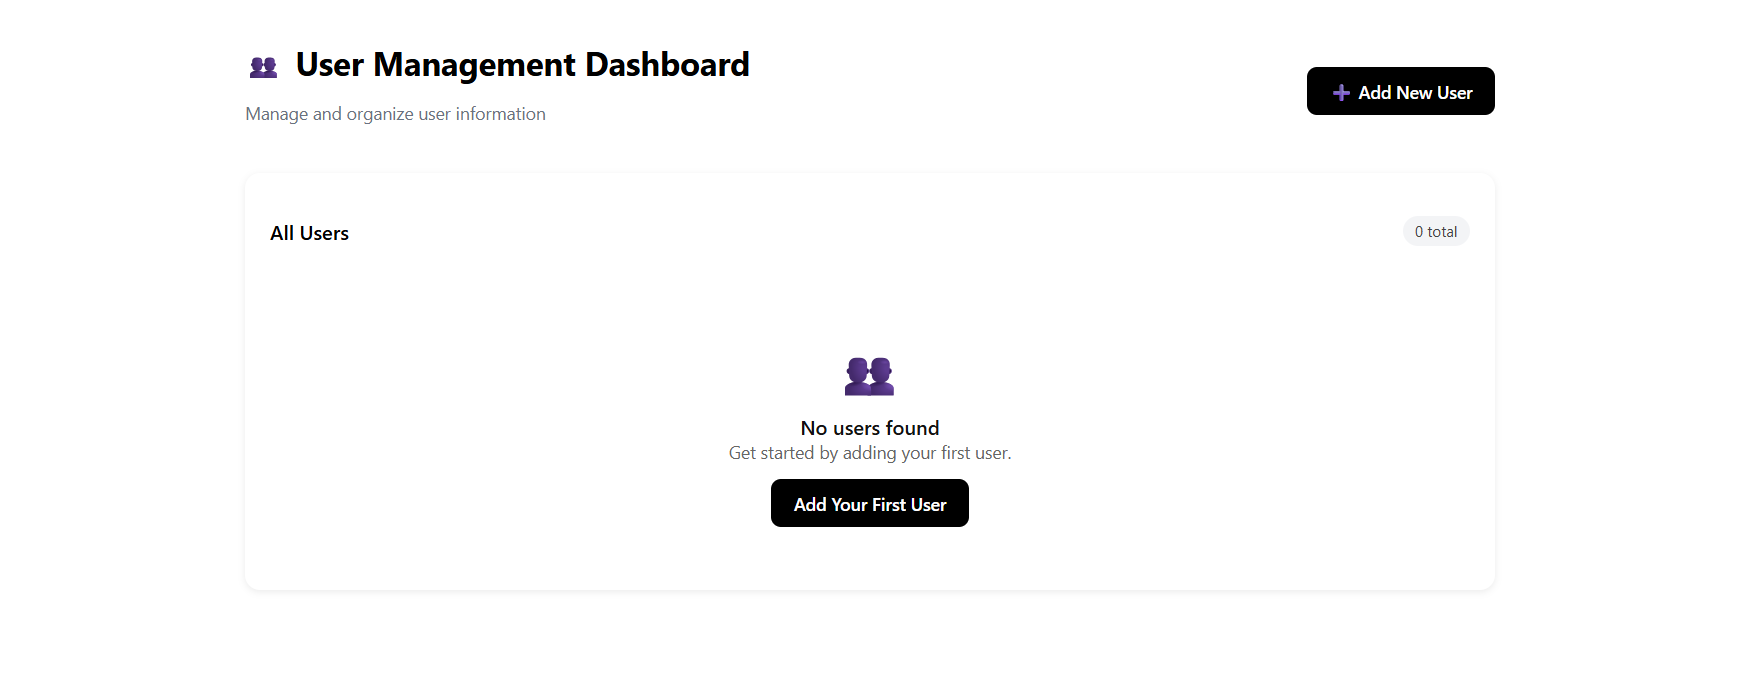 User Management Dashboard
Manage and organize user information
Add New User
All Users
0 total
No users found
Get started by adding your first user.
Add Your First User